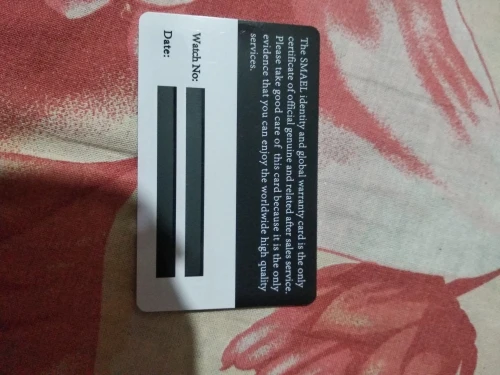 The SMAEL identity and global warranty card is the only
certificate of official genuine and related after sales service.
Please take good care of this card because it is the only
evidence that you can enjoy the worldwide high quality
services.
Watch No:
Date: